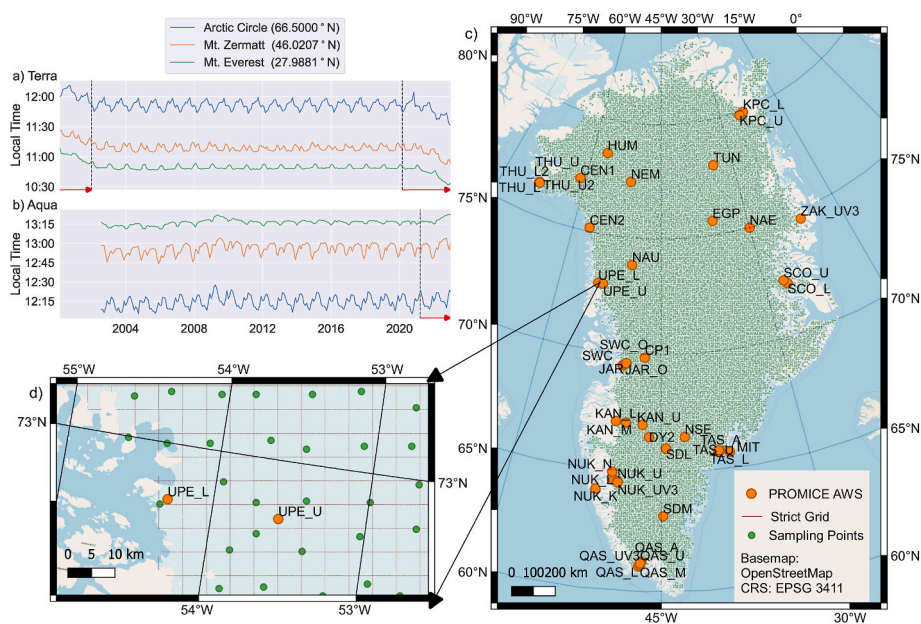 Arctic Circle (66.5000°N)
Mt. Zermatt (46.0207°N)
Mt. Everest (27.9881°N)
a) Terra
Local Time
12:00
11:30
11:00
10:30
b) Aqua
Local Time
13:15
13:00
12:45
12:30
12:15
2004
2008
2012
2016
2020
c)
90°W
75°W
60°W
45°W
30°W
15°W
0°
80°N
75°N
70°N
65°N
60°N
75°N
70°N
65°N
60°N
45°W
30°W
KPC_L
KPC_U
HUM
TUN
THU_U
CEN1
THU_L2
THU_U2
THU_L
NEM
EGP
NAE
ZAK_UV3
CEN2
NAU
UPE_L
UPE_U
SCO_U
SCO_L
SWC_O
SWC
CP1
JAR
JAR_O
KAN_L
KAN_U
KAN_M
DY2
NSE
TAS_A
MIT
TAS_L
SDL
NUK_N
NUK_U
NUK_L
NUK_UV3
NUK_K
SDM
QAS_A
QAS_UV3
QAS_U
QAS_L
QAS_M
0 100200 km
PROMICE AWS
Strict Grid
Sampling Points
Basemap:
OpenStreetMap
CRS: EPSG 3411
d)
55°W
54°W
53°W
73°N
73°N
UPE_L
UPE_U
0 5 10 km
54°W
53°W